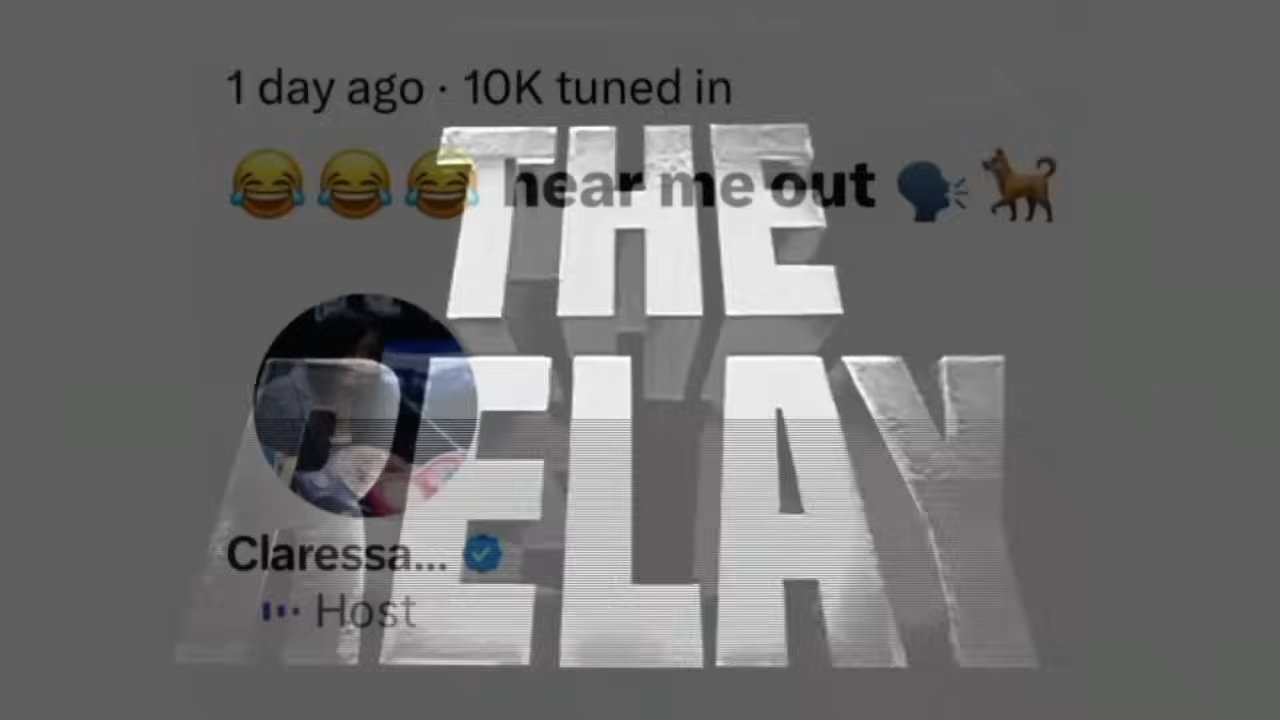 1 day ago · 10K tuned in
😂😂😂 hear me out 🗣️🐕
THE
RELAY
Claressa...
Host